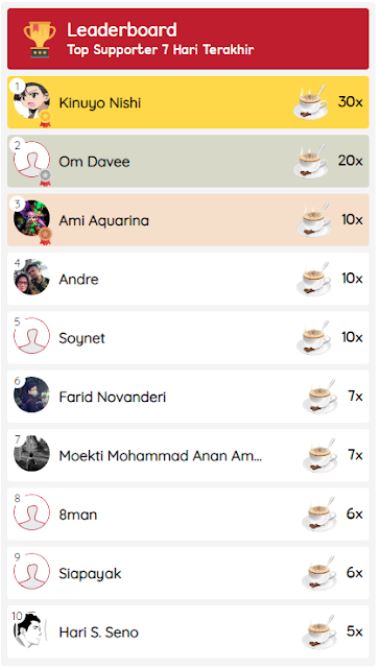 Leaderboard
Top Supporter 7 Hari Terakhir
1
Kinuyo Nishi
30x
2
Om Davee
20x
3
Ami Aquarina
10x
4
Andre
10x
5
Soynet
10x
6
Farid Novanderi
7x
7
Moekti Mohammad Anan Am...
7x
8
8man
6x
9
Siapayak
6x
10
Hari S. Seno
5x